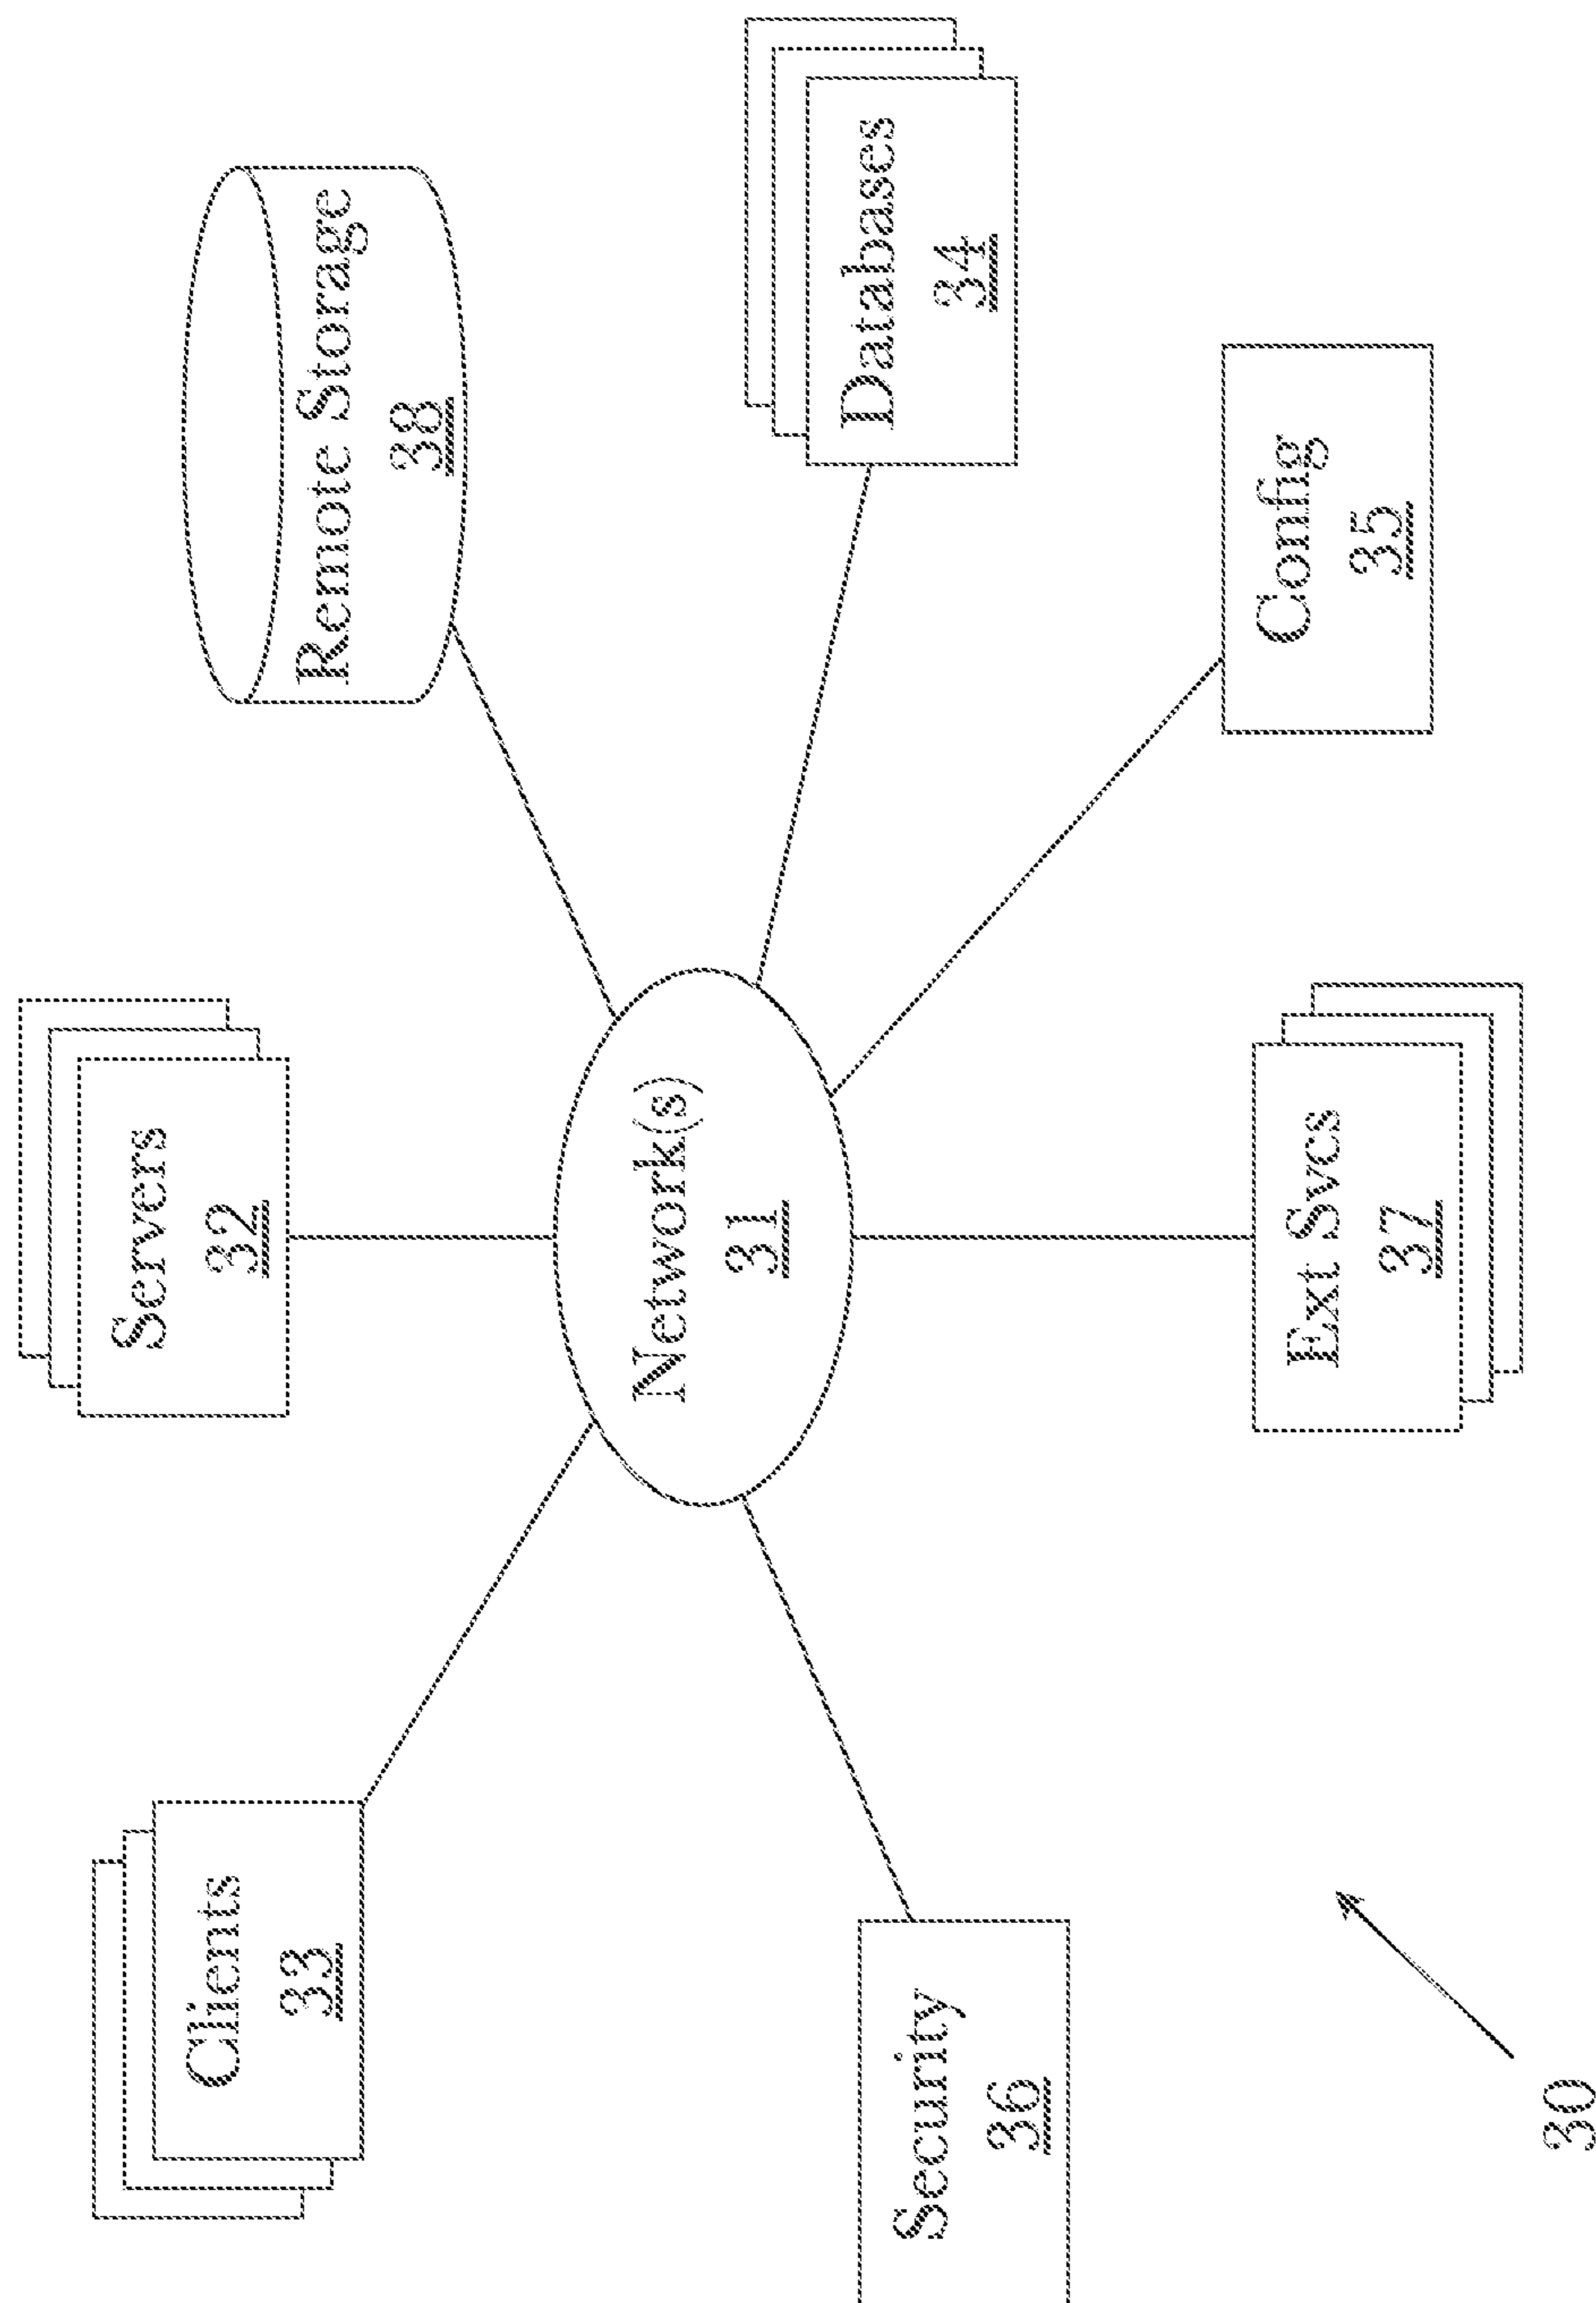 Clients
33
Servers
32
Remote Storage
38
Network(s)
31
Databases
34
Security
36
Ext Svcs
37
Config
35
30